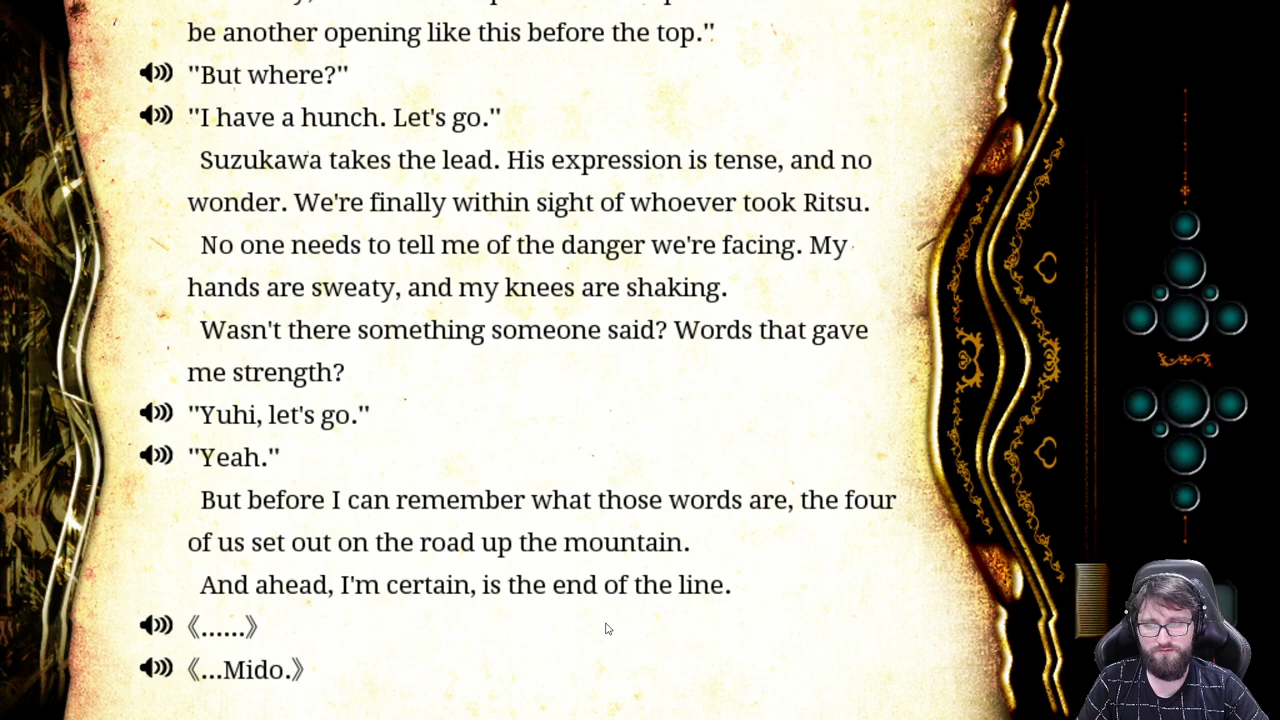 be another opening like this before the top."
"But where?"
"I have a hunch. Let's go."
Suzukawa takes the lead. His expression is tense, and no
wonder. We're finally within sight of whoever took Ritsu.
No one needs to tell me of the danger we're facing. My
hands are sweaty, and my knees are shaking.
Wasn't there something someone said? Words that gave
me strength?
"Yuhi, let's go."
"Yeah."
But before I can remember what those words are, the four
of us set out on the road up the mountain.
And ahead, I'm certain, is the end of the line.
《......》
《...Mido.》